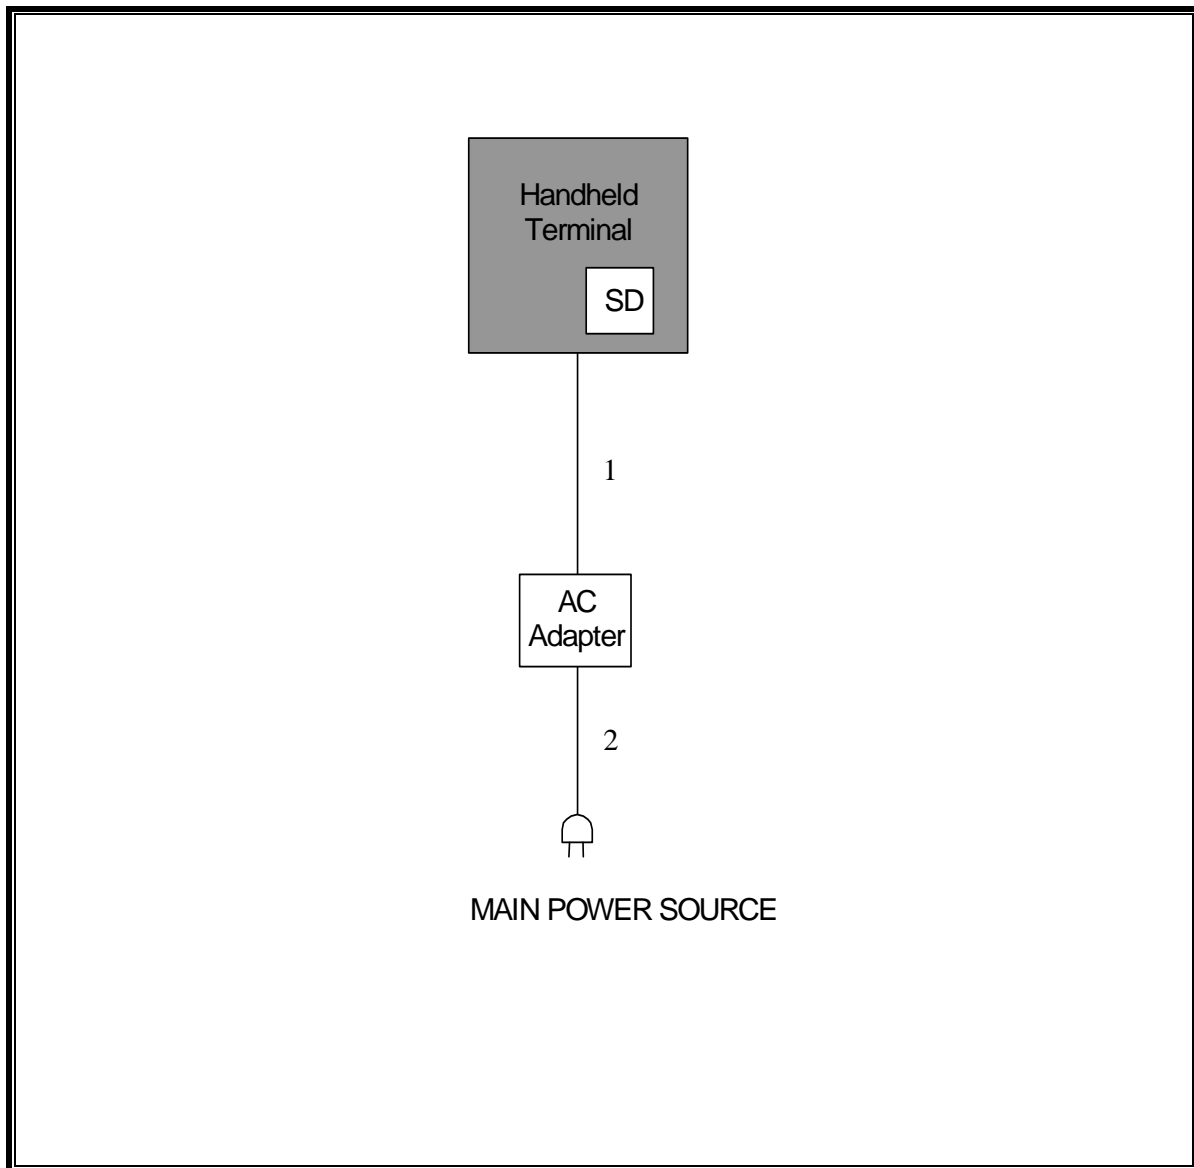 Handheld
Terminal
SD
1
AC
Adapter
2
MAIN POWER SOURCE